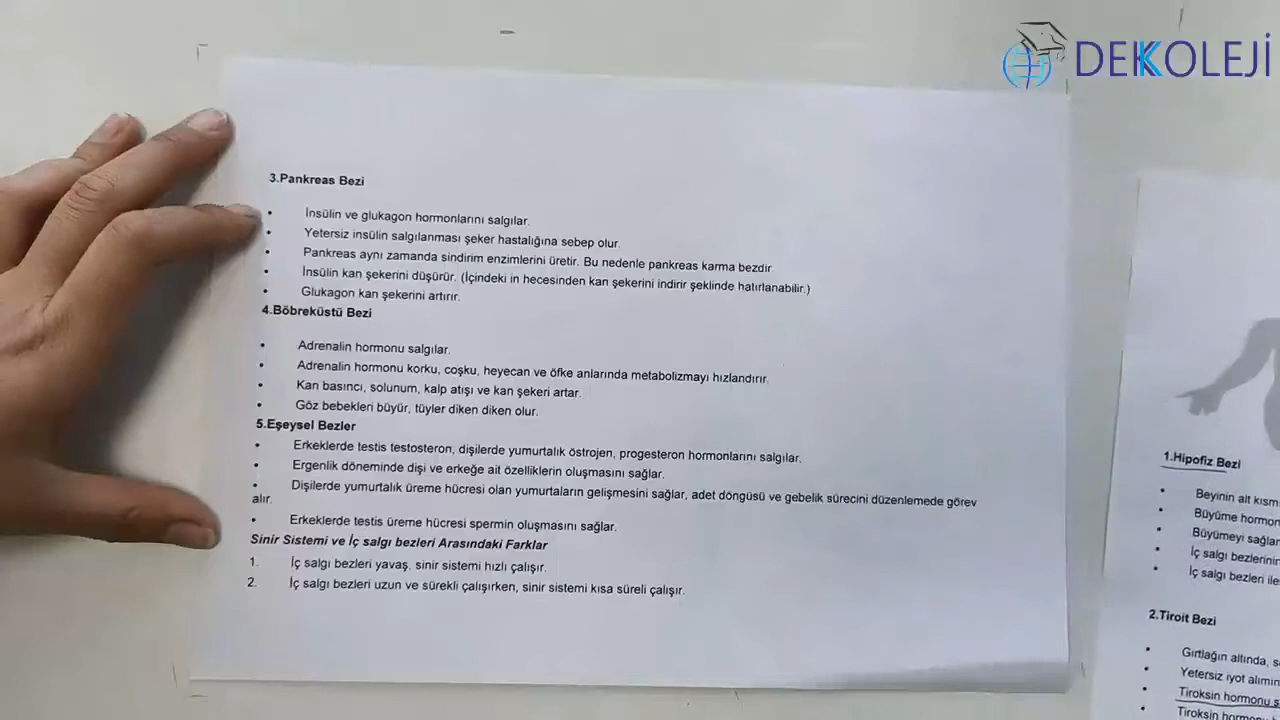 DEKKOLEJİ
3.Pankreas Bezi
• İnsülin ve glukagon hormonlarını salgılar.
• Yetersiz insülin salgılanması şeker hastalığına sebep olur.
• Pankreas aynı zamanda sindirim enzimlerini üretir. Bu nedenle pankreas karma bezdir.
• İnsülin kan şekerini düşürür. (İçindeki in hecesinden kan şekerini indirir şeklinde hatırlanabilir.)
• Glukagon kan şekerini artırır.
4.Böbreküstü Bezi
• Adrenalin hormonu salgılar.
• Adrenalin hormonu korku, coşku, heyecan ve öfke anlarında metabolizmayı hızlandırır.
• Kan basıncı, solunum, kalp atışı ve kan şekeri artar.
• Göz bebekleri büyür, tüyler diken diken olur.
5.Eşeysel Bezler
• Erkeklerde testis testosteron, dişilerde yumurtalık östrojen, progesteron hormonlarını salgılar.
• Ergenlik döneminde dişi ve erkeğe ait özelliklerin oluşmasını sağlar.
• Dişilerde yumurtalık üreme hücresi olan yumurtaların gelişmesini sağlar, adet döngüsü ve gebelik sürecini düzenlemede görev
alır.
• Erkeklerde testis üreme hücresi spermin oluşmasını sağlar.
Sinir Sistemi ve İç salgı bezleri Arasındaki Farklar
1. İç salgı bezleri yavaş, sinir sistemi hızlı çalışır.
2. İç salgı bezleri uzun ve sürekli çalışırken, sinir sistemi kısa süreli çalışır.
1.Hipofiz Bezi
• Beyinin alt
• Büyüme
• Büyümeyi
• İç salgı
• İç salgı bezleri
2.Tiroit Bezi
• Gırtlağın altında,
• Yetersiz iyot
• Tiroksin hormonu
• Tiroksin